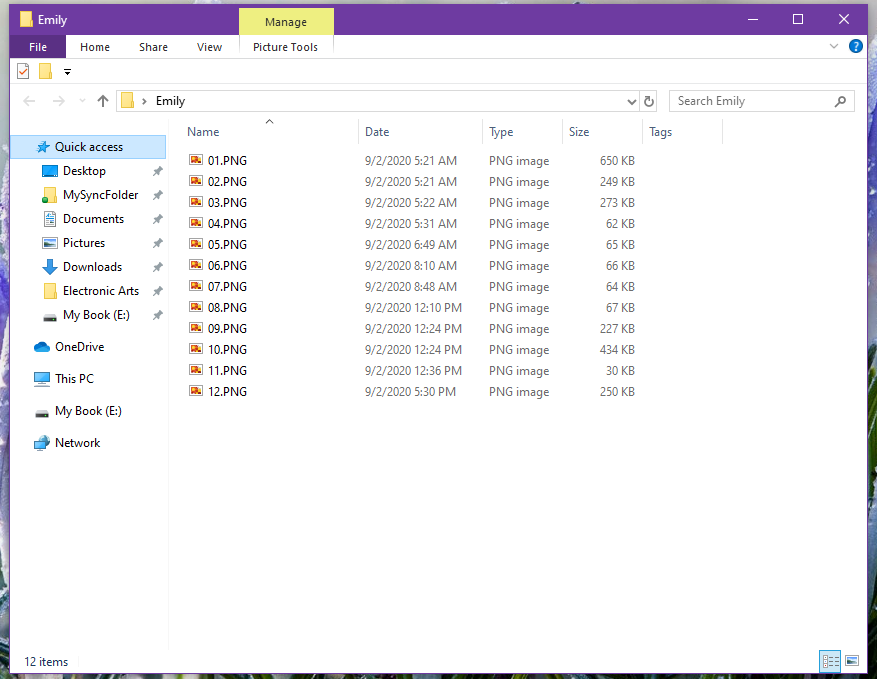 Emily
Manage
File Home Share View Picture Tools
?
Emily
Search Emily
Name Date Type Size Tags
Quick access
Desktop
MySyncFolder
Documents
Pictures
Downloads
Electronic Arts
My Book (E:)
OneDrive
This PC
My Book (E:)
Network
01.PNG 9/2/2020 5:21 AM PNG image 650 KB
02.PNG 9/2/2020 5:21 AM PNG image 249 KB
03.PNG 9/2/2020 5:22 AM PNG image 273 KB
04.PNG 9/2/2020 5:31 AM PNG image 62 KB
05.PNG 9/2/2020 6:49 AM PNG image 65 KB
06.PNG 9/2/2020 8:10 AM PNG image 66 KB
07.PNG 9/2/2020 8:48 AM PNG image 64 KB
08.PNG 9/2/2020 12:10 PM PNG image 67 KB
09.PNG 9/2/2020 12:24 PM PNG image 227 KB
10.PNG 9/2/2020 12:24 PM PNG image 434 KB
11.PNG 9/2/2020 12:36 PM PNG image 30 KB
12.PNG 9/2/2020 5:30 PM PNG image 250 KB
12 items